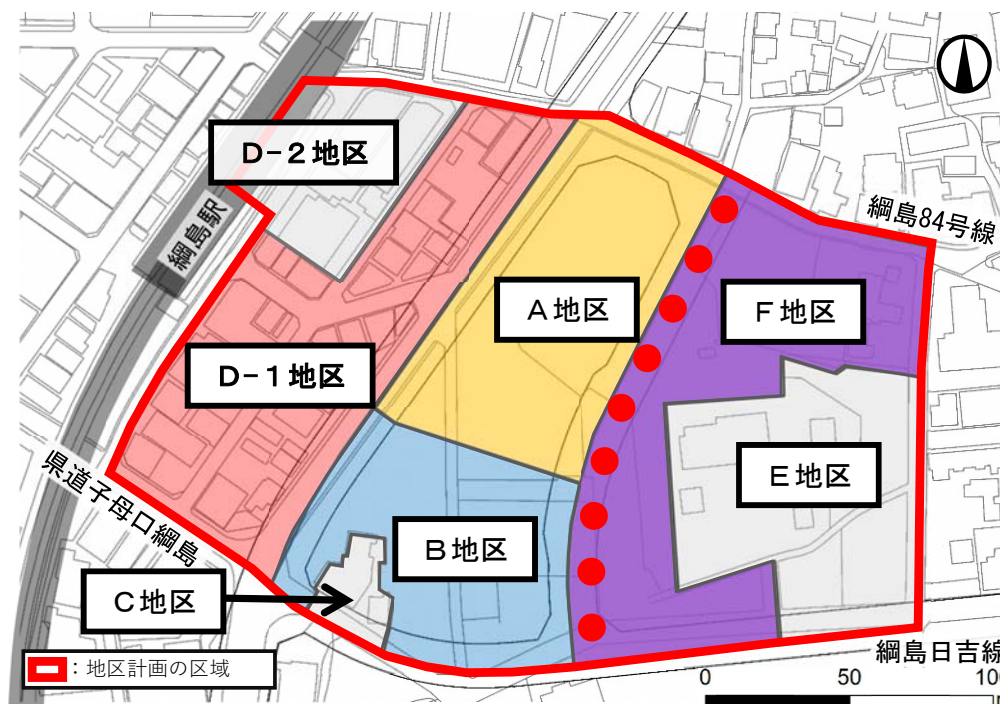 D-2地区
綱島駅
綱島84号線
A地区
F地区
D-1地区
E地区
県道子母口綱島
B地区
C地区
綱島日吉線
：地区計画の区域
0 50